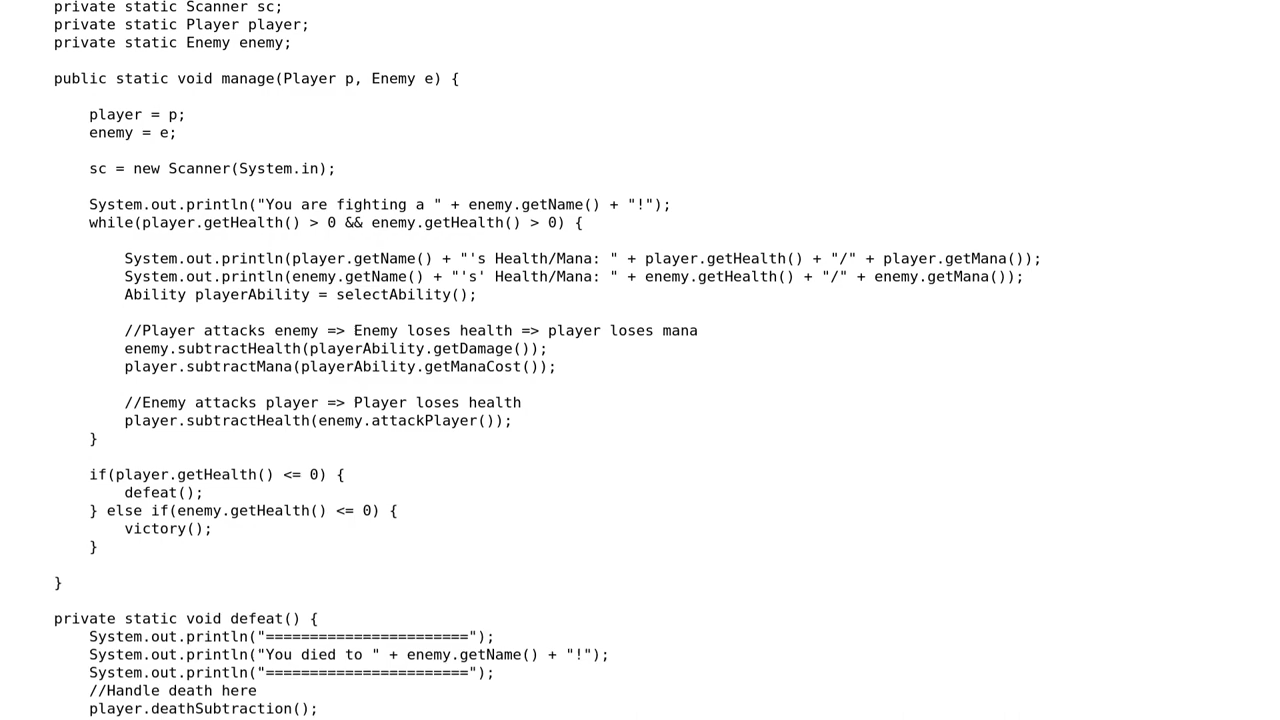 private static Scanner sc;
private static Player player;
private static Enemy enemy;
public static void manage(Player p, Enemy e) {
player = p;
enemy = e;
sc = new Scanner(System.in);
System.out.println("You are fighting a " + enemy.getName() + "!");
while(player.getHealth() > 0 && enemy.getHealth() > 0) {
System.out.println(player.getName() + "'s Health/Mana: " + player.getHealth() + "/" + player.getMana());
System.out.println(enemy.getName() + "'s' Health/Mana: " + enemy.getHealth() + "/" + enemy.getMana());
Ability playerAbility = selectAbility();
//Player attacks enemy => Enemy loses health => player loses mana
enemy.subtractHealth(playerAbility.getDamage());
player.subtractMana(playerAbility.getManaCost());
//Enemy attacks player => Player loses health
player.subtractHealth(enemy.attackPlayer());
}
if(player.getHealth() <= 0) {
defeat();
} else if(enemy.getHealth() <= 0) {
victory();
}
}
private static void defeat() {
System.out.println("=======================");
System.out.println("You died to " + enemy.getName() + "!");
System.out.println("=======================");
//Handle death here
player.deathSubtraction();